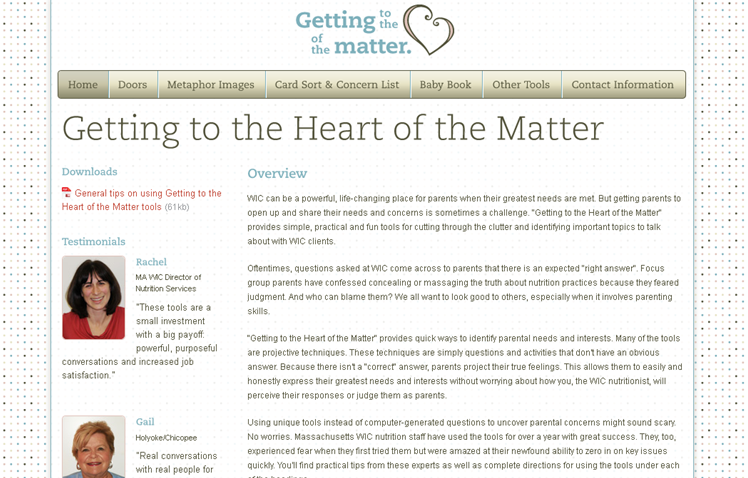 Getting to the
of the matter.
Home Doors Metaphor Images Card Sort & Concern List Baby Book Other Tools Contact Information
Getting to the Heart of the Matter
Downloads
General tips on using Getting to the
Heart of the Matter tools (61kb)
Testimonials
Rachel
MA WIC Director of
Nutrition Services
"These tools are a
small investment
with a big payoff:
powerful, purposeful
conversations and increased job
satisfaction."
Gail
Holyoke/Chicopee
"Real conversations
with real people for
Overview
WIC can be a powerful, life-changing place for parents when their greatest needs are met. But getting parents to
open up and share their needs and concerns is sometimes a challenge. "Getting to the Heart of the Matter"
provides simple, practical and fun tools for cutting through the clutter and identifying important topics to talk
about with WIC clients.
Oftentimes, questions asked at WIC come across to parents that there is an expected "right answer". Focus
group parents have confessed concealing or massaging the truth about nutrition practices because they feared
judgment. And who can blame them? We all want to look good to others, especially when it involves parenting
skills.
"Getting to the Heart of the Matter" provides quick ways to identify parental needs and interests. Many of the tools
are projective techniques. These techniques are simply questions and activities that don't have an obvious
answer. Because there isn't a "correct" answer, parents project their true feelings. This allows them to easily and
honestly express their greatest needs and interests without worrying about how you, the WIC nutritionist, will
perceive their responses or judge them as parents.
Using unique tools instead of computer-generated questions to uncover parental concerns might sound scary.
No worries. Massachusetts WIC nutrition staff have used the tools for over a year with great success. They, too,
experienced fear when they first tried them but were amazed at their newfound ability to zero in on key issues
quickly. You'll find practical tips from these experts as well as complete directions for using the tools under each